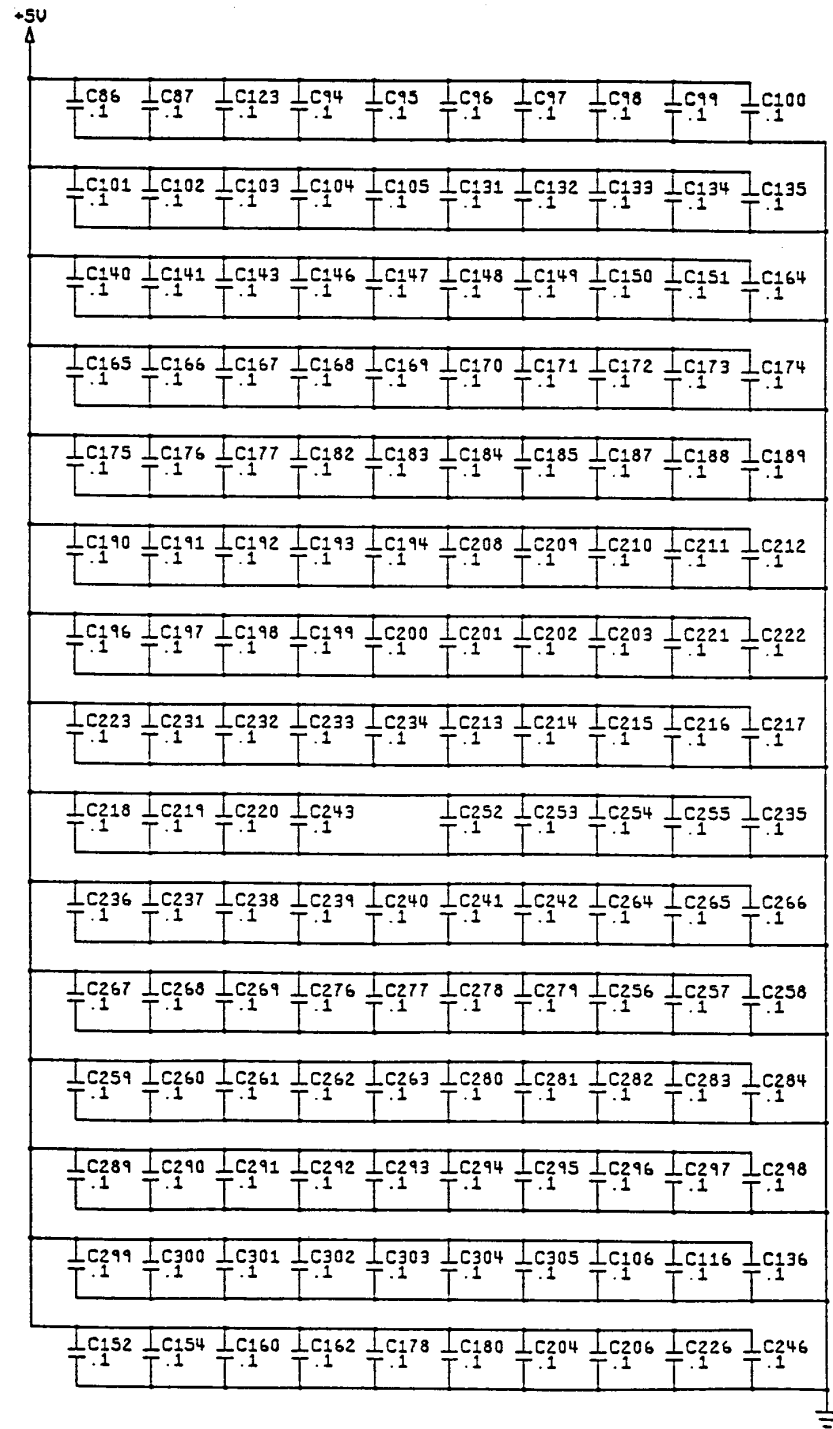 +5V
C86 C87 C123 C94 C95 C96 C97 C98 C99 C100
.1 .1 .1 .1 .1 .1 .1 .1 .1 .1
C101 C102 C103 C104 C105 C131 C132 C133 C134 C135
.1 .1 .1 .1 .1 .1 .1 .1 .1 .1
C140 C141 C143 C146 C147 C148 C149 C150 C151 C164
.1 .1 .1 .1 .1 .1 .1 .1 .1 .1
C165 C166 C167 C168 C169 C170 C171 C172 C173 C174
.1 .1 .1 .1 .1 .1 .1 .1 .1 .1
C175 C176 C177 C182 C183 C184 C185 C187 C188 C189
.1 .1 .1 .1 .1 .1 .1 .1 .1 .1
C190 C191 C192 C193 C194 C208 C209 C210 C211 C212
.1 .1 .1 .1 .1 .1 .1 .1 .1 .1
C196 C197 C198 C199 C200 C201 C202 C203 C221 C222
.1 .1 .1 .1 .1 .1 .1 .1 .1 .1
C223 C231 C232 C233 C234 C213 C214 C215 C216 C217
.1 .1 .1 .1 .1 .1 .1 .1 .1 .1
C218 C219 C220 C243 C252 C253 C254 C255 C235
.1 .1 .1 .1 .1 .1 .1 .1 .1
C236 C237 C238 C239 C240 C241 C242 C264 C265 C266
.1 .1 .1 .1 .1 .1 .1 .1 .1 .1
C267 C268 C269 C276 C277 C278 C279 C256 C257 C258
.1 .1 .1 .1 .1 .1 .1 .1 .1 .1
C259 C260 C261 C262 C263 C280 C281 C282 C283 C284
.1 .1 .1 .1 .1 .1 .1 .1 .1 .1
C289 C290 C291 C292 C293 C294 C295 C296 C297 C298
.1 .1 .1 .1 .1 .1 .1 .1 .1 .1
C299 C300 C301 C302 C303 C304 C305 C106 C116 C136
.1 .1 .1 .1 .1 .1 .1 .1 .1 .1
C152 C154 C160 C162 C178 C180 C204 C206 C226 C246
.1 .1 .1 .1 .1 .1 .1 .1 .1 .1